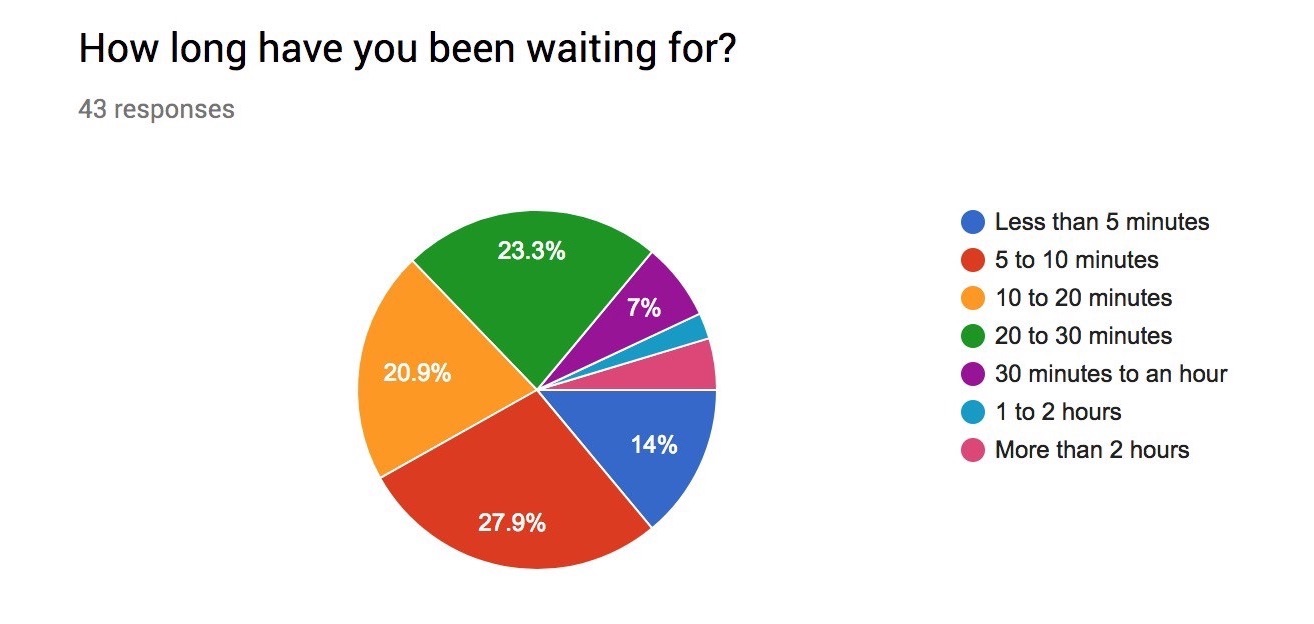 How long have you been waiting for?
43 responses
23.3%
7%
20.9%
14%
27.9%
Less than 5 minutes
5 to 10 minutes
10 to 20 minutes
20 to 30 minutes
30 minutes to an hour
1 to 2 hours
More than 2 hours